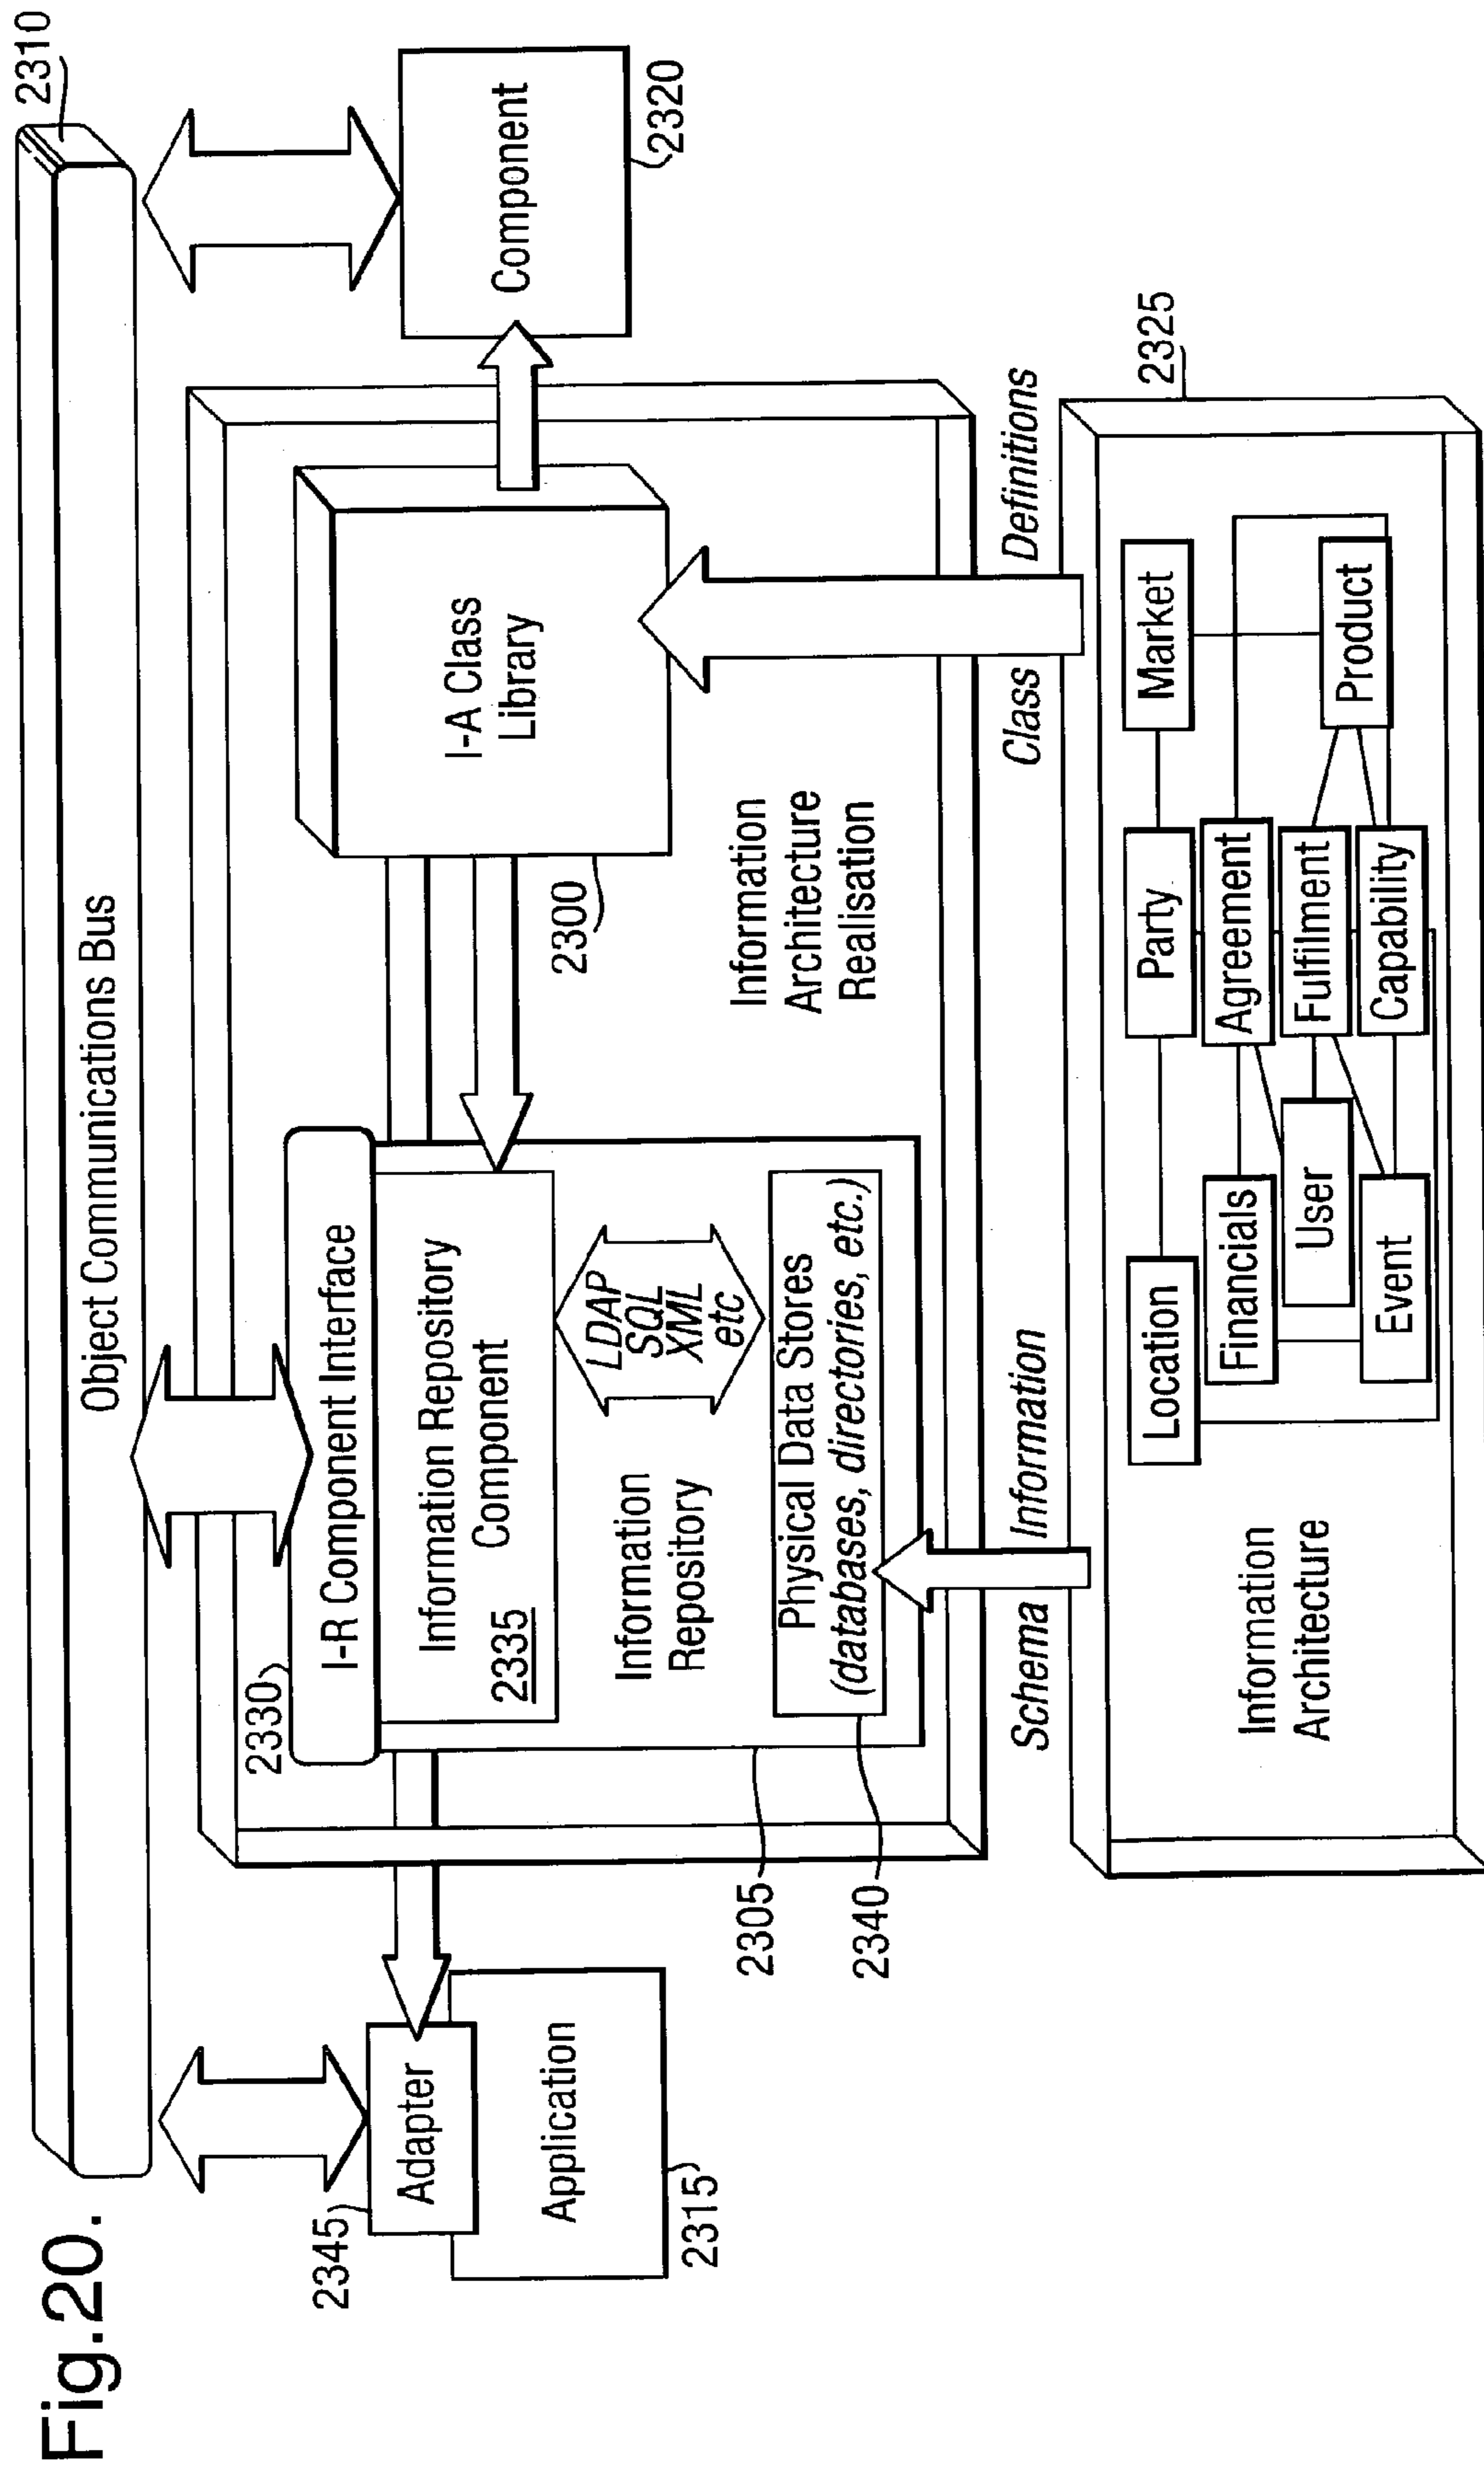 Fig.20.
2310
Object Communications Bus
2345
Adapter
Application
2315
2330
I-R Component Interface
Information Repository
Component
2335
LDAP
SQL
XML
etc
Information
Repository
Physical Data Stores
(databases, directories, etc.)
2305
2340
I-A Class
Library
2300
Information
Architecture
Realisation
Component
2320
Schema Information
Class Definitions
2325
Information
Architecture
Location
Party
Market
Financials
Agreement
User
Fulfilment
Product
Event
Capability